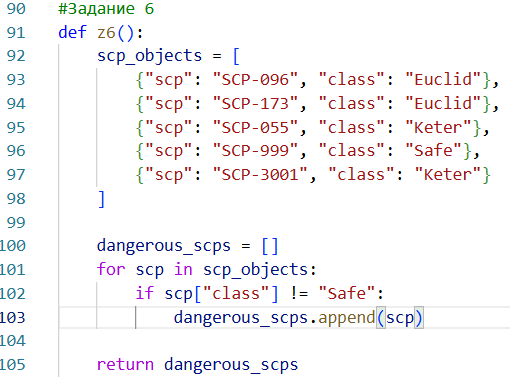 90 #Задание 6
91 def z6():
92     scp_objects = [
93         {"scp": "SCP-096", "class": "Euclid"},
94         {"scp": "SCP-173", "class": "Euclid"},
95         {"scp": "SCP-055", "class": "Keter"},
96         {"scp": "SCP-999", "class": "Safe"},
97         {"scp": "SCP-3001", "class": "Keter"}
98     ]
99
100     dangerous_scps = []
101     for scp in scp_objects:
102         if scp["class"] != "Safe":
103             dangerous_scps.append(scp)
104
105     return dangerous_scps